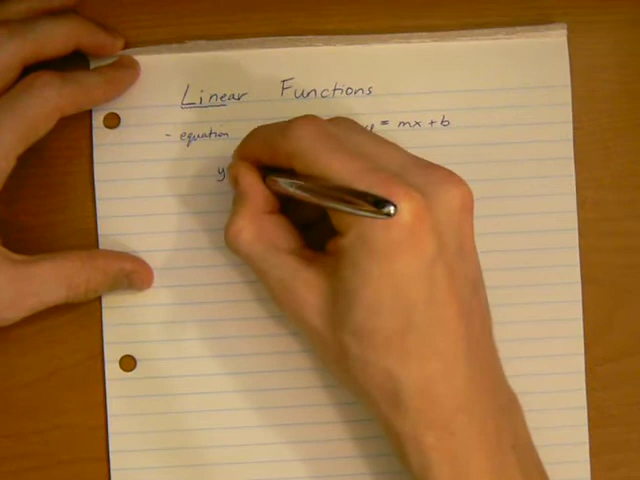 Linear Functions
- equation y = mx + b
y